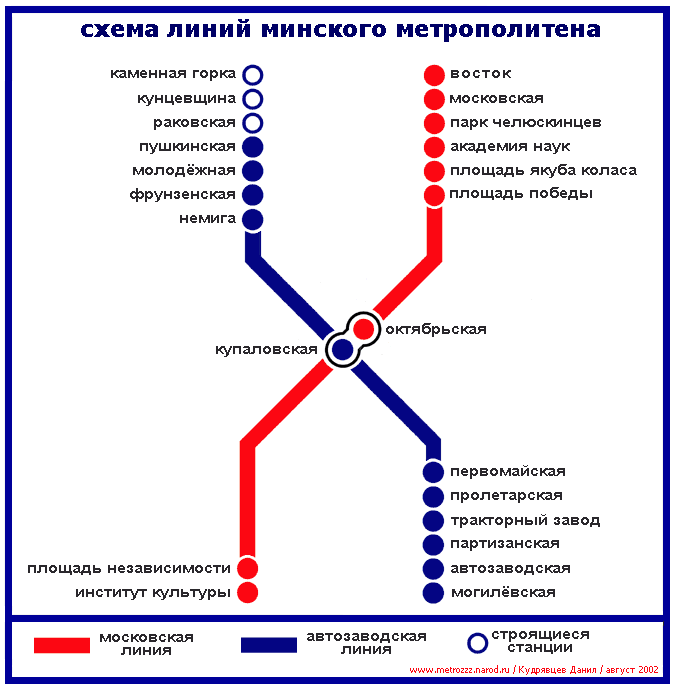 схема линий минского метрополитена
каменная горка
кунцевщина
раковская
пушкинская
молодёжная
фрунзенская
немига
восток
московская
парк челюскинцев
академия наук
площадь якуба коласа
площадь победы
октябрьская
купаловская
первомайская
пролетарская
тракторный завод
партизанская
автозаводская
могилёвская
площадь независимости
институт культуры
московская
линия
автозаводская
линия
строящиеся
станции
www.metrozzz.narod.ru / Кудрявцев Данил / август 2002